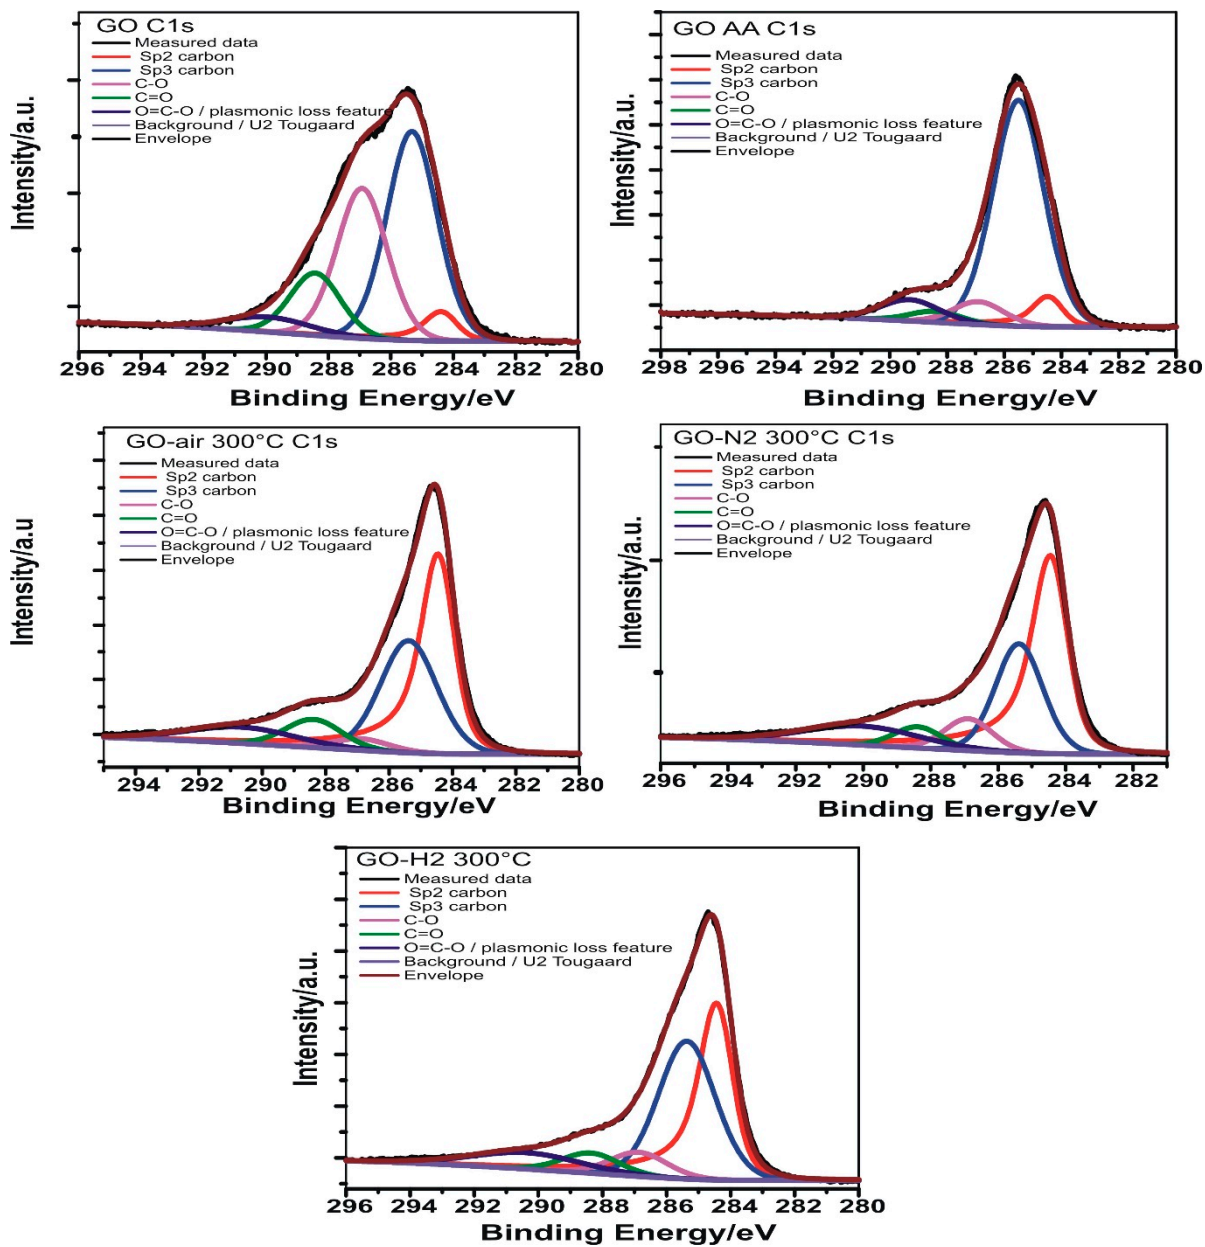 GO C1s
Measured data
Sp2 carbon
Sp3 carbon
C-O
C=O
O=C-O / plasmonic loss feature
Background / U2 Tougaard
Envelope
Intensity/a.u.
296 294 292 290 288 286 284 282 280
Binding Energy/eV
GO AA C1s
Measured data
Sp2 carbon
Sp3 carbon
C-O
C=O
O=C-O / plasmonic loss feature
Background / U2 Tougaard
Envelope
Intensity/a.u.
298 296 294 292 290 288 286 284 282 280
Binding Energy/eV
GO-air 300°C C1s
Measured data
Sp2 carbon
Sp3 carbon
C-O
C=O
O=C-O / plasmonic loss feature
Background / U2 Tougaard
Envelope
Intensity/a.u
294 292 290 288 286 284 282 280
Binding Energy/eV
GO-N2 300°C C1s
Measured data
Sp2 carbon
Sp3 carbon
C-O
C=O
O=C-O / plasmonic loss feature
Background / U2 Tougaard
Envelope
Intensity/a.u.
296 294 292 290 288 286 284 282
Binding Energy/eV
GO-H2 300°C
Measured data
Sp2 carbon
Sp3 carbon
C-O
C=O
O=C-O / plasmonic loss feature
Background / U2 Tougaard
Envelope
Intensity/a.u.
296 294 292 290 288 286 284 282 280
Binding Energy/eV